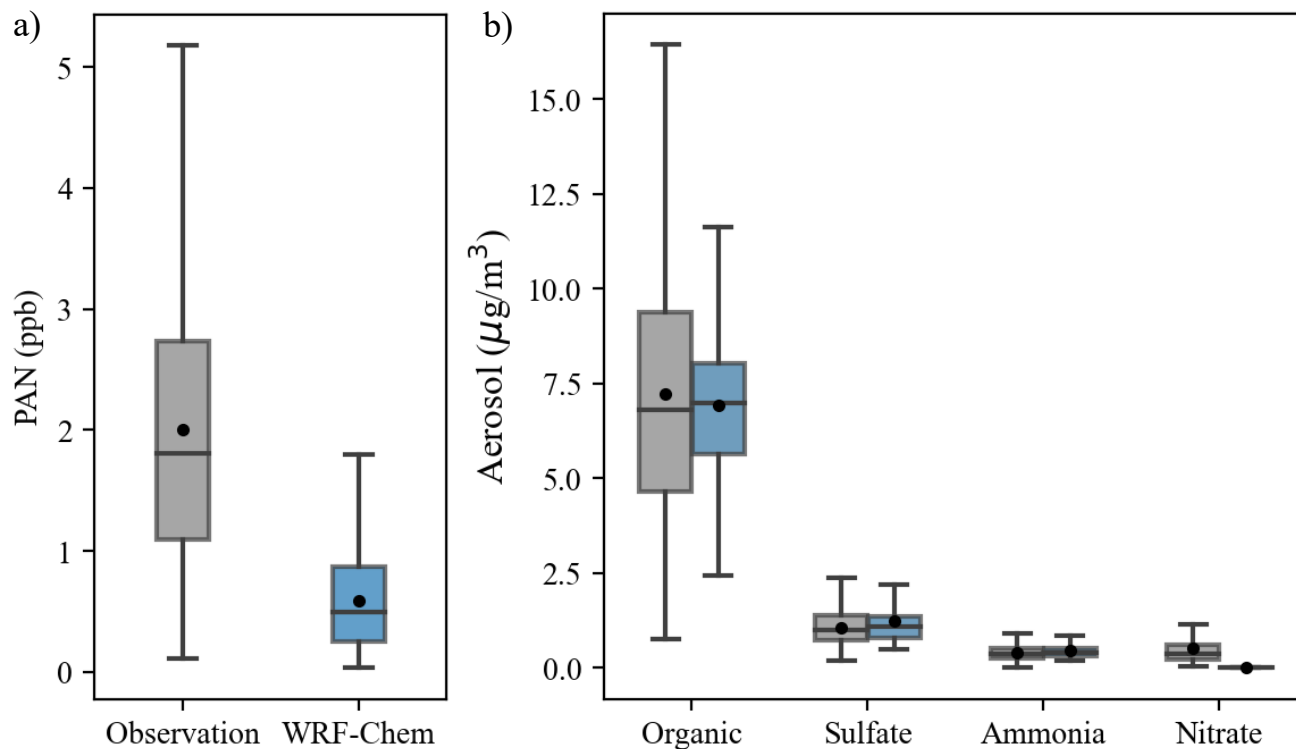 a)
PAN (ppb)
5
4
3
2
1
0
Observation WRF-Chem
b)
Aerosol (μg/m³)
15.0
12.5
10.0
7.5
5.0
2.5
0.0
Organic Sulfate Ammonia Nitrate